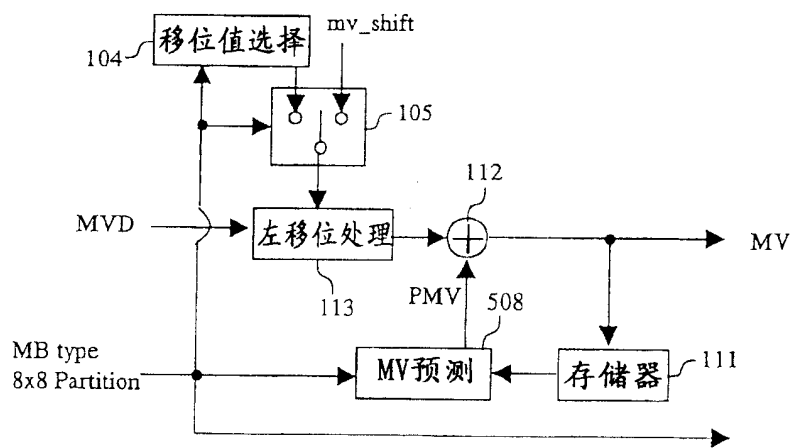 移位值选择
mv_shift
104
105
112
MVD
左移位处理
MV
113
PMV
508
MB type
8x8 Partition
MV预测
存储器
111